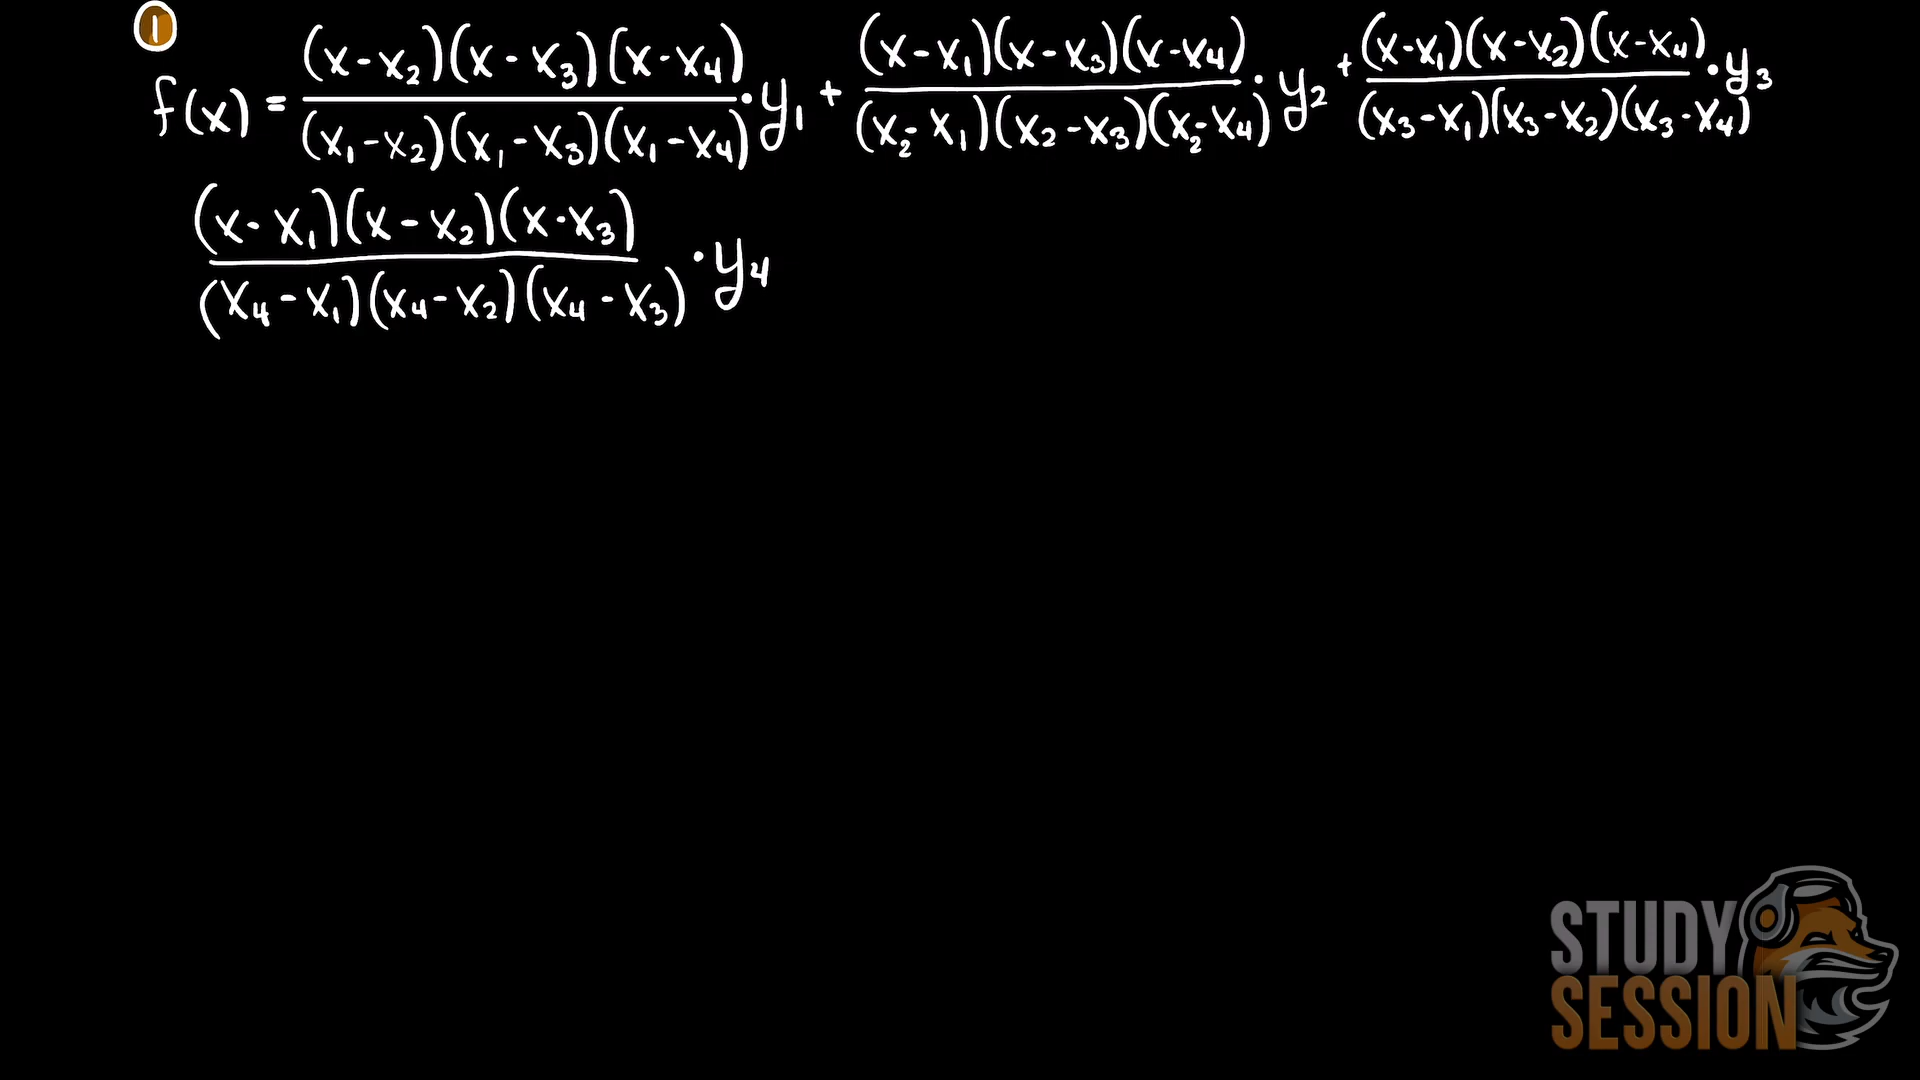 1
f(x) = (x-x₂)(x-x₃)(x-x₄)/(x₁-x₂)(x₁-x₃)(x₁-x₄) · y₁ + (x-x₁)(x-x₃)(x-x₄)/(x₂-x₁)(x₂-x₃)(x₂-x₄) · y₂ + (x-x₁)(x-x₂)(x-x₄)/(x₃-x₁)(x₃-x₂)(x₃-x₄) · y₃
(x-x₁)(x-x₂)(x-x₃)/(x₄-x₁)(x₄-x₂)(x₄-x₃) · y₄
STUDY
SESSION